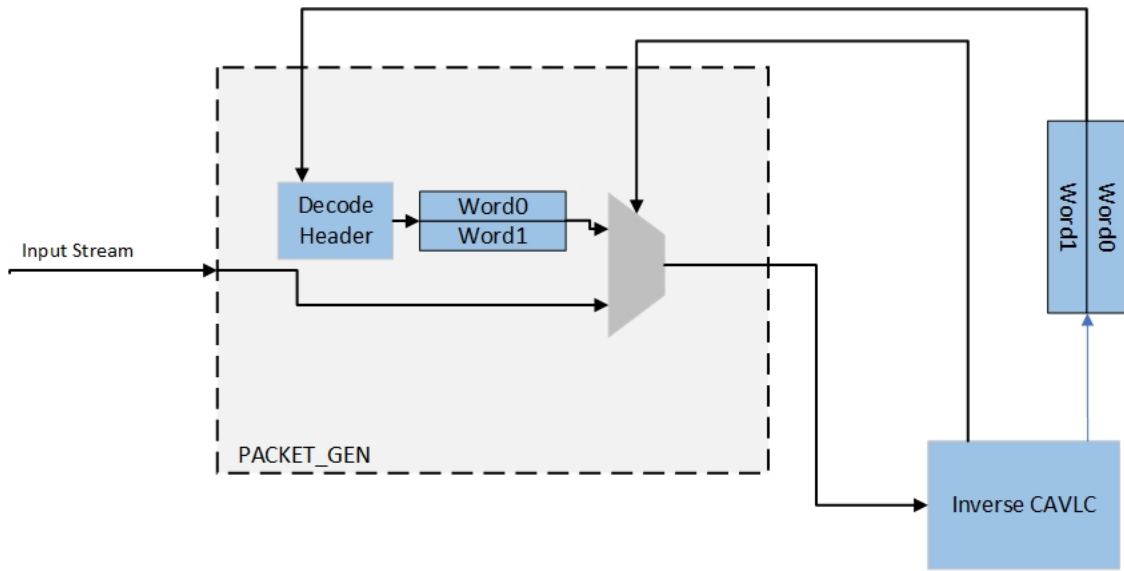 Decode
Header
Word0
Word1
Word0
Word1
Input Stream
PACKET_GEN
Inverse CAVLC